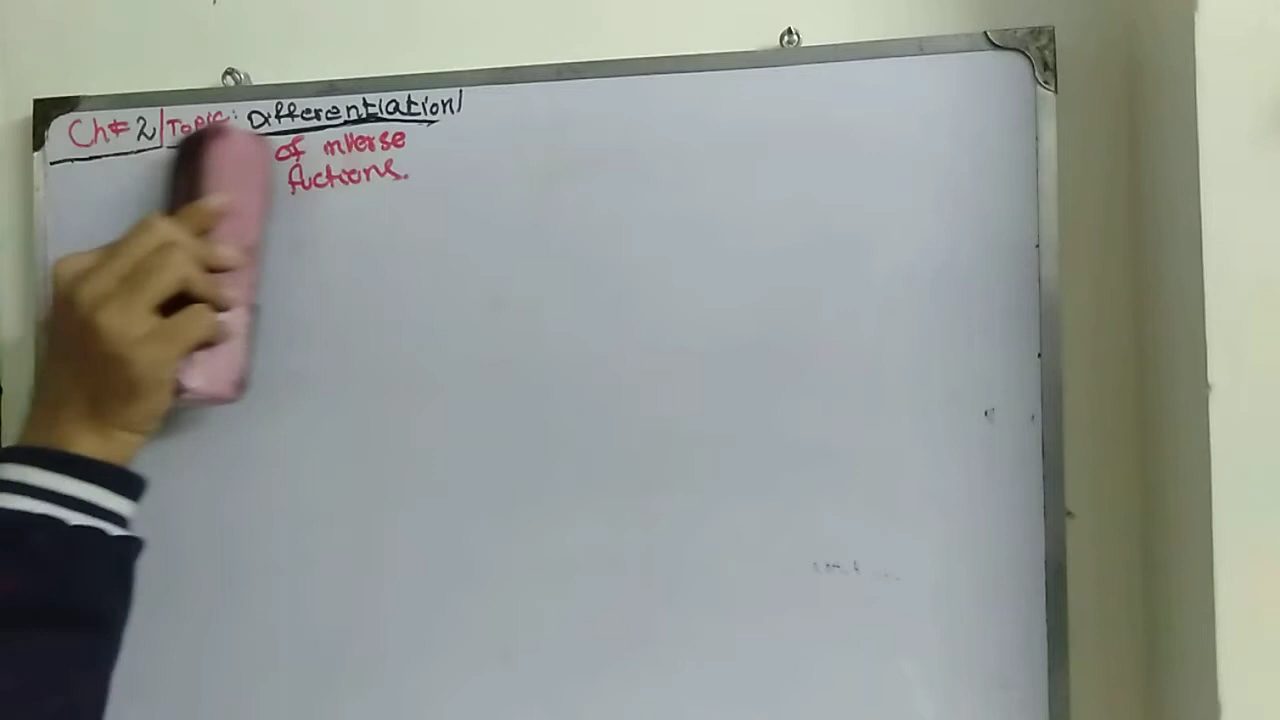 Ch# 2/Topic: Differentiation/
of inverse
fuctions.